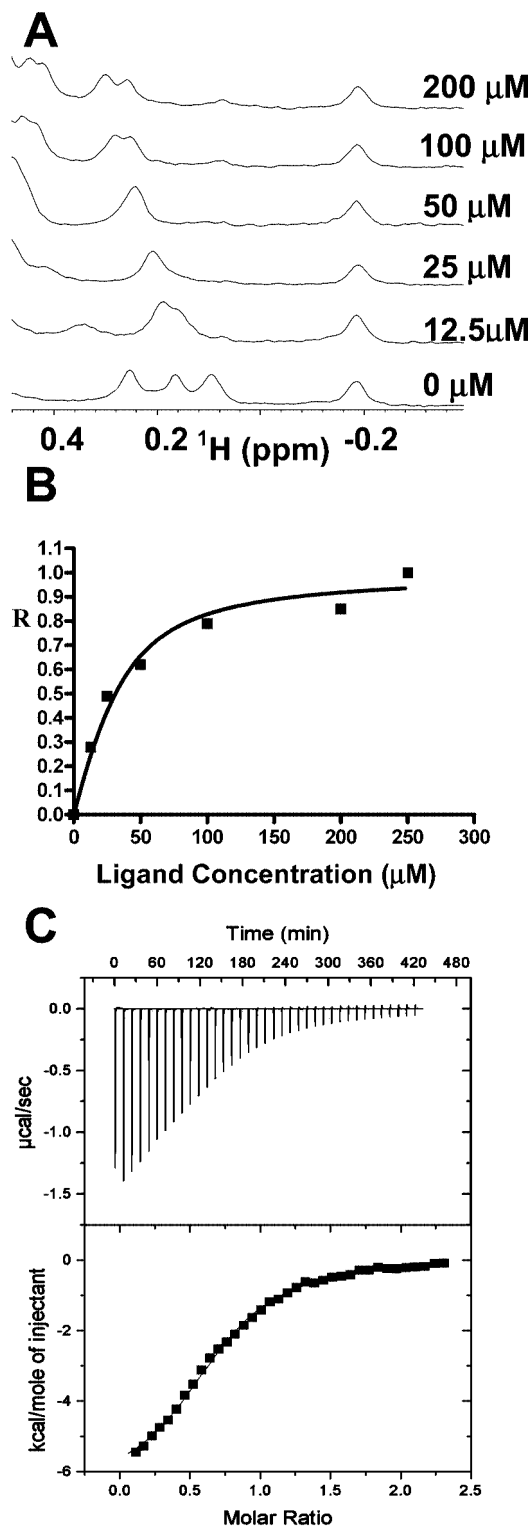 A
200 μM
100 μM
50 μM
25 μM
12.5μM
0 μM
0.4 0.2 ¹H (ppm) -0.2
B
1.1
1.0
0.9
R 0.8
0.7
0.6
0.5
0.4
0.3
0.2
0.1
0.0
0 50 100 150 200 250 300
Ligand Concentration (μM)
C
Time (min)
0 60 120 180 240 300 360 420 480
0.0
-0.5
-1.0
-1.5
μcal/sec
0
-2
-4
-6
kcal/mole of injectant
0.0 0.5 1.0 1.5 2.0 2.5
Molar Ratio